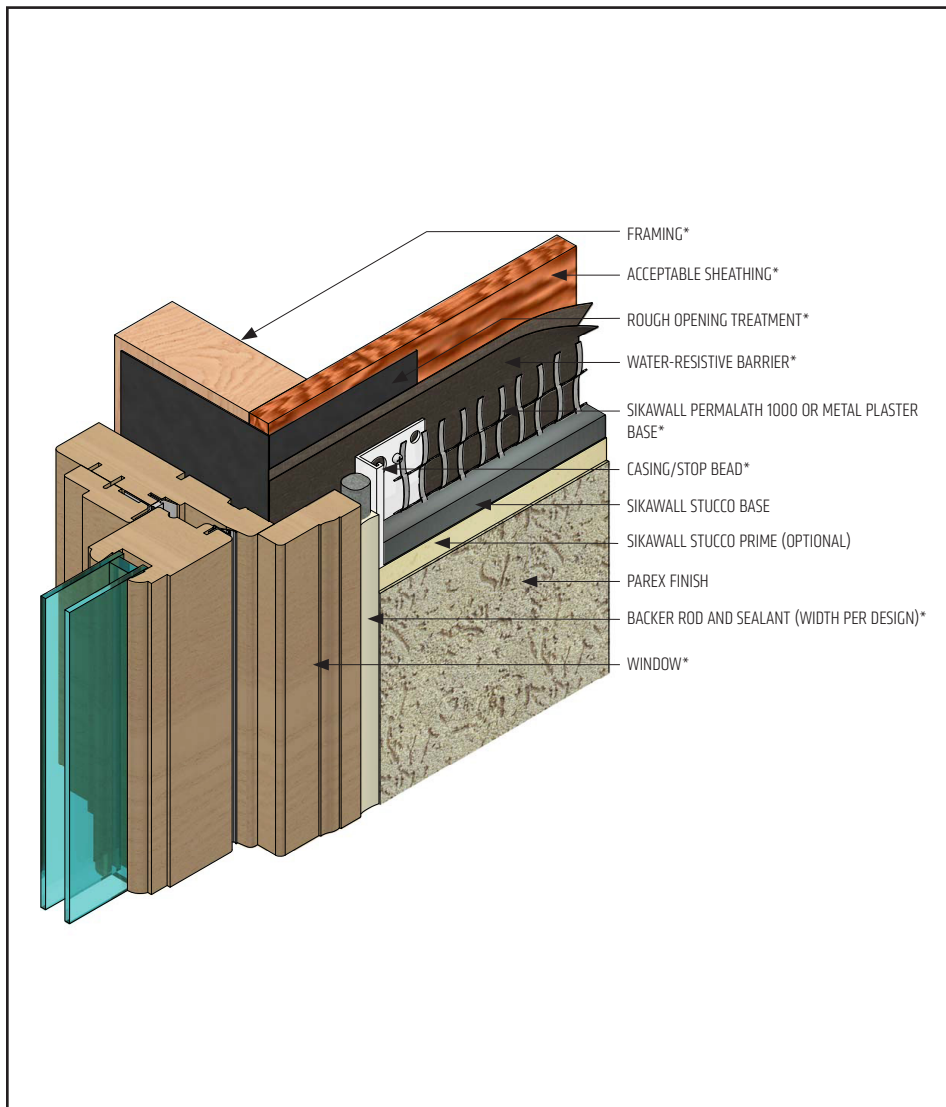 FRAMING*
ACCEPTABLE SHEATHING*
ROUGH OPENING TREATMENT*
WATER-RESISTIVE BARRIER*
SIKAWALL PERMALATH 1000 OR METAL PLASTER
BASE*
CASING/STOP BEAD*
SIKAWALL STUCCO BASE
SIKAWALL STUCCO PRIME (OPTIONAL)
PAREX FINISH
BACKER ROD AND SEALANT (WIDTH PER DESIGN)*
WINDOW*